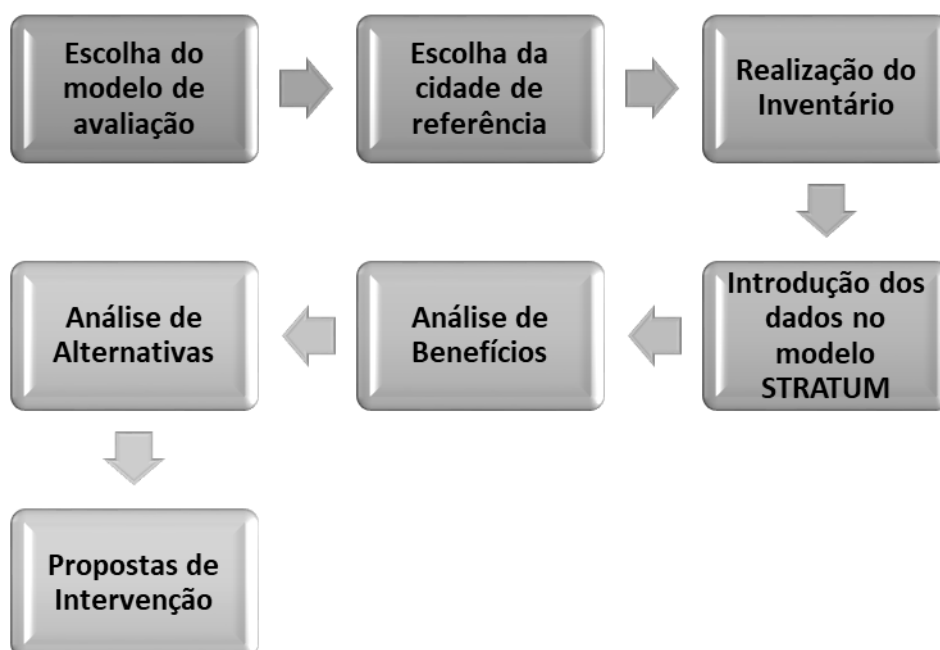 Escolha do
modelo de
avaliação
Escolha da
cidade de
referência
Realização do
Inventário
Introdução dos
dados no
modelo
STRATUM
Análise de
Benefícios
Análise de
Alternativas
Propostas de
Intervenção